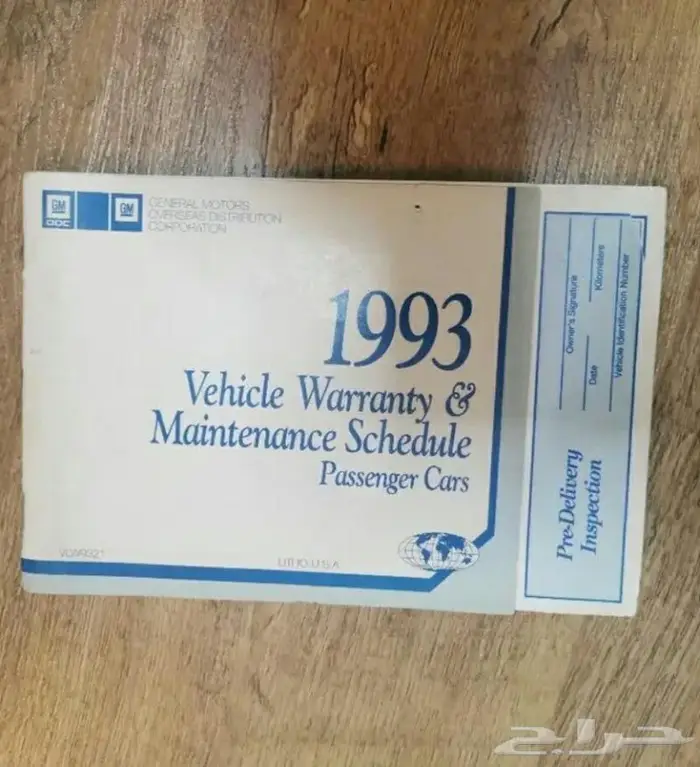 GM
ODC
GM
GENERAL MOTORS
OVERSEAS DISTRIBUTION
CORPORATION
1993
Vehicle Warranty &
Maintenance Schedule
Passenger Cars
LITHO. U.S.A.
Pre-Delivery
Inspection
Owner's Signature
Date
Kilometers
Vehicle Identification Number
حراج